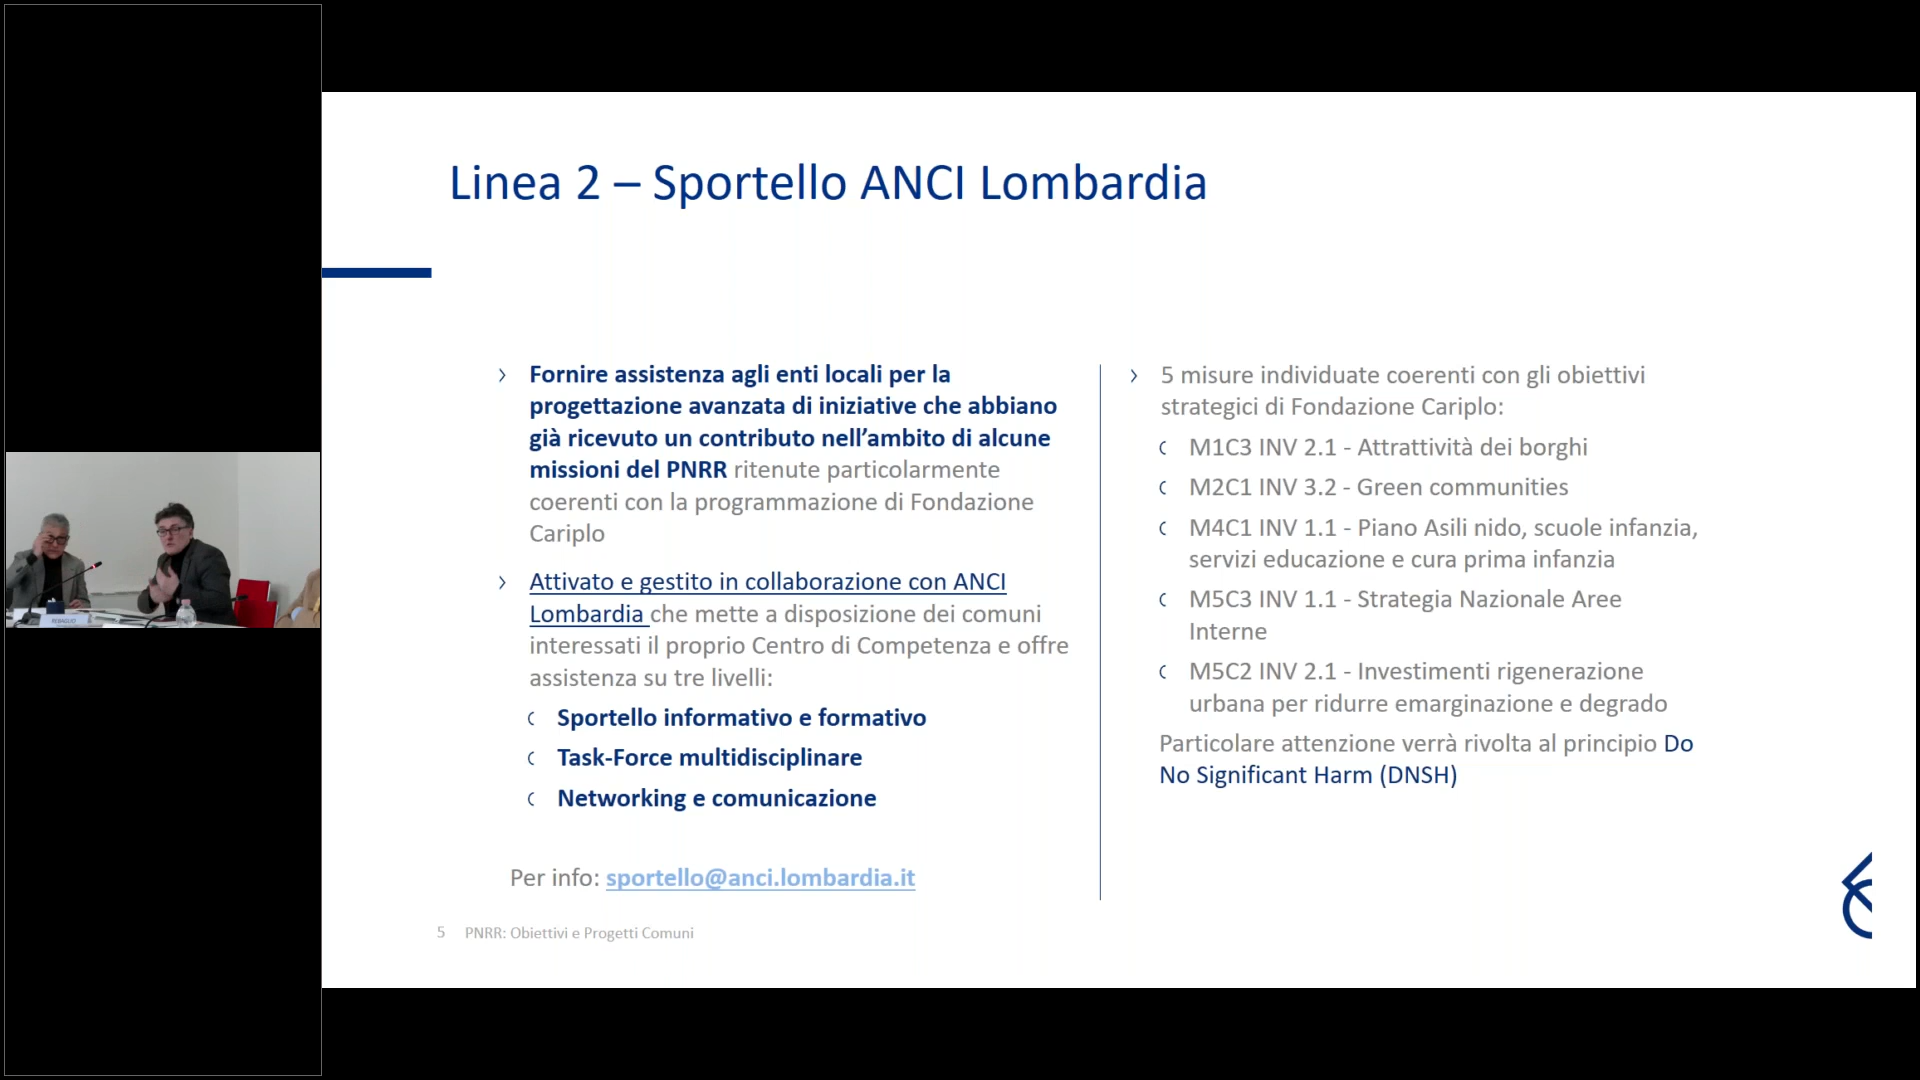 Linea 2 – Sportello ANCI Lombardia
Fornire assistenza agli enti locali per la
progettazione avanzata di iniziative che abbiano
già ricevuto un contributo nell’ambito di alcune
missioni del PNRR ritenute particolarmente
coerenti con la programmazione di Fondazione
Cariplo
Attivato e gestito in collaborazione con ANCI
Lombardia che mette a disposizione dei comuni
interessati il proprio Centro di Competenza e offre
assistenza su tre livelli:
Sportello informativo e formativo
Task-Force multidisciplinare
Networking e comunicazione
Per info: sportello@anci.lombardia.it
5 misure individuate coerenti con gli obiettivi
strategici di Fondazione Cariplo:
M1C3 INV 2.1 - Attrattività dei borghi
M2C1 INV 3.2 - Green communities
M4C1 INV 1.1 - Piano Asili nido, scuole infanzia,
servizi educazione e cura prima infanzia
M5C3 INV 1.1 - Strategia Nazionale Aree
Interne
M5C2 INV 2.1 - Investimenti rigenerazione
urbana per ridurre emarginazione e degrado
Particolare attenzione verrà rivolta al principio Do
No Significant Harm (DNSH)
5 PNRR: Obiettivi e Progetti Comuni